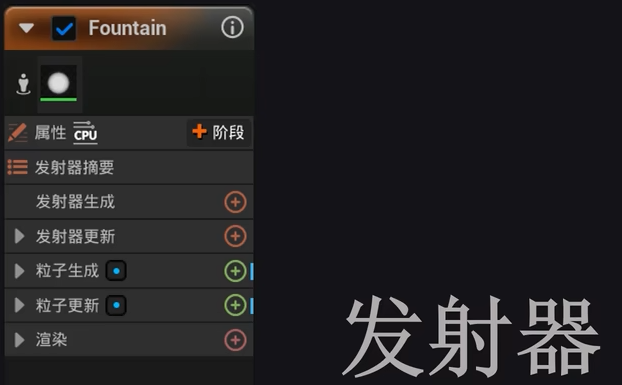 Fountain
属性 CPU 阶段
发射器摘要
发射器生成
发射器更新
粒子生成
粒子更新
渲染
发射器